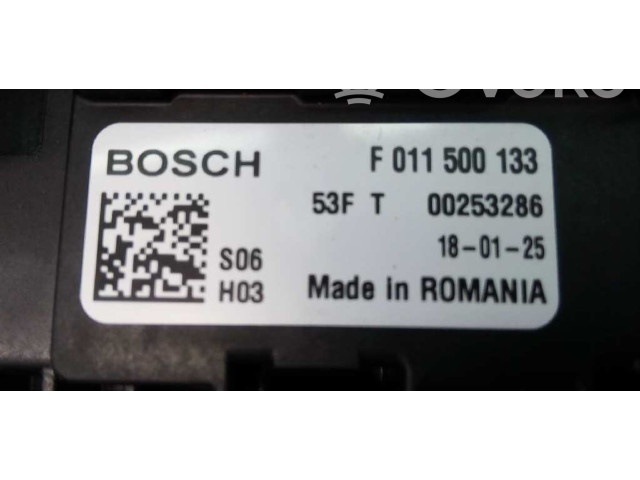 BOSCH F 011 500 133
53F T 00253286
18-01-25
S06
H03 Made in ROMANIA